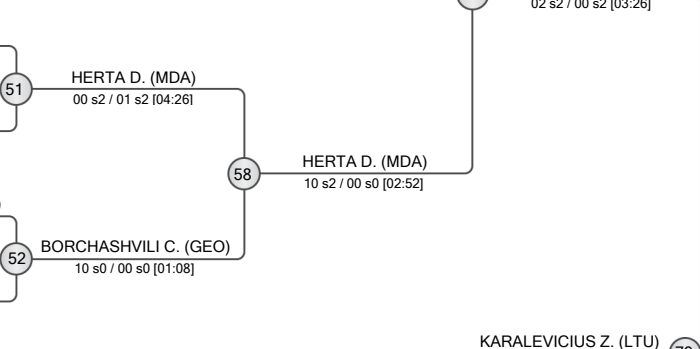 02 s2 / 00 s2 [03:26]
51
HERTA D. (MDA)
00 s2 / 01 s2 [04:26]
58
HERTA D. (MDA)
10 s2 / 00 s0 [02:52]
52
BORCHASHVILI C. (GEO)
10 s0 / 00 s0 [01:08]
KARALEVICIUS Z. (LTU)